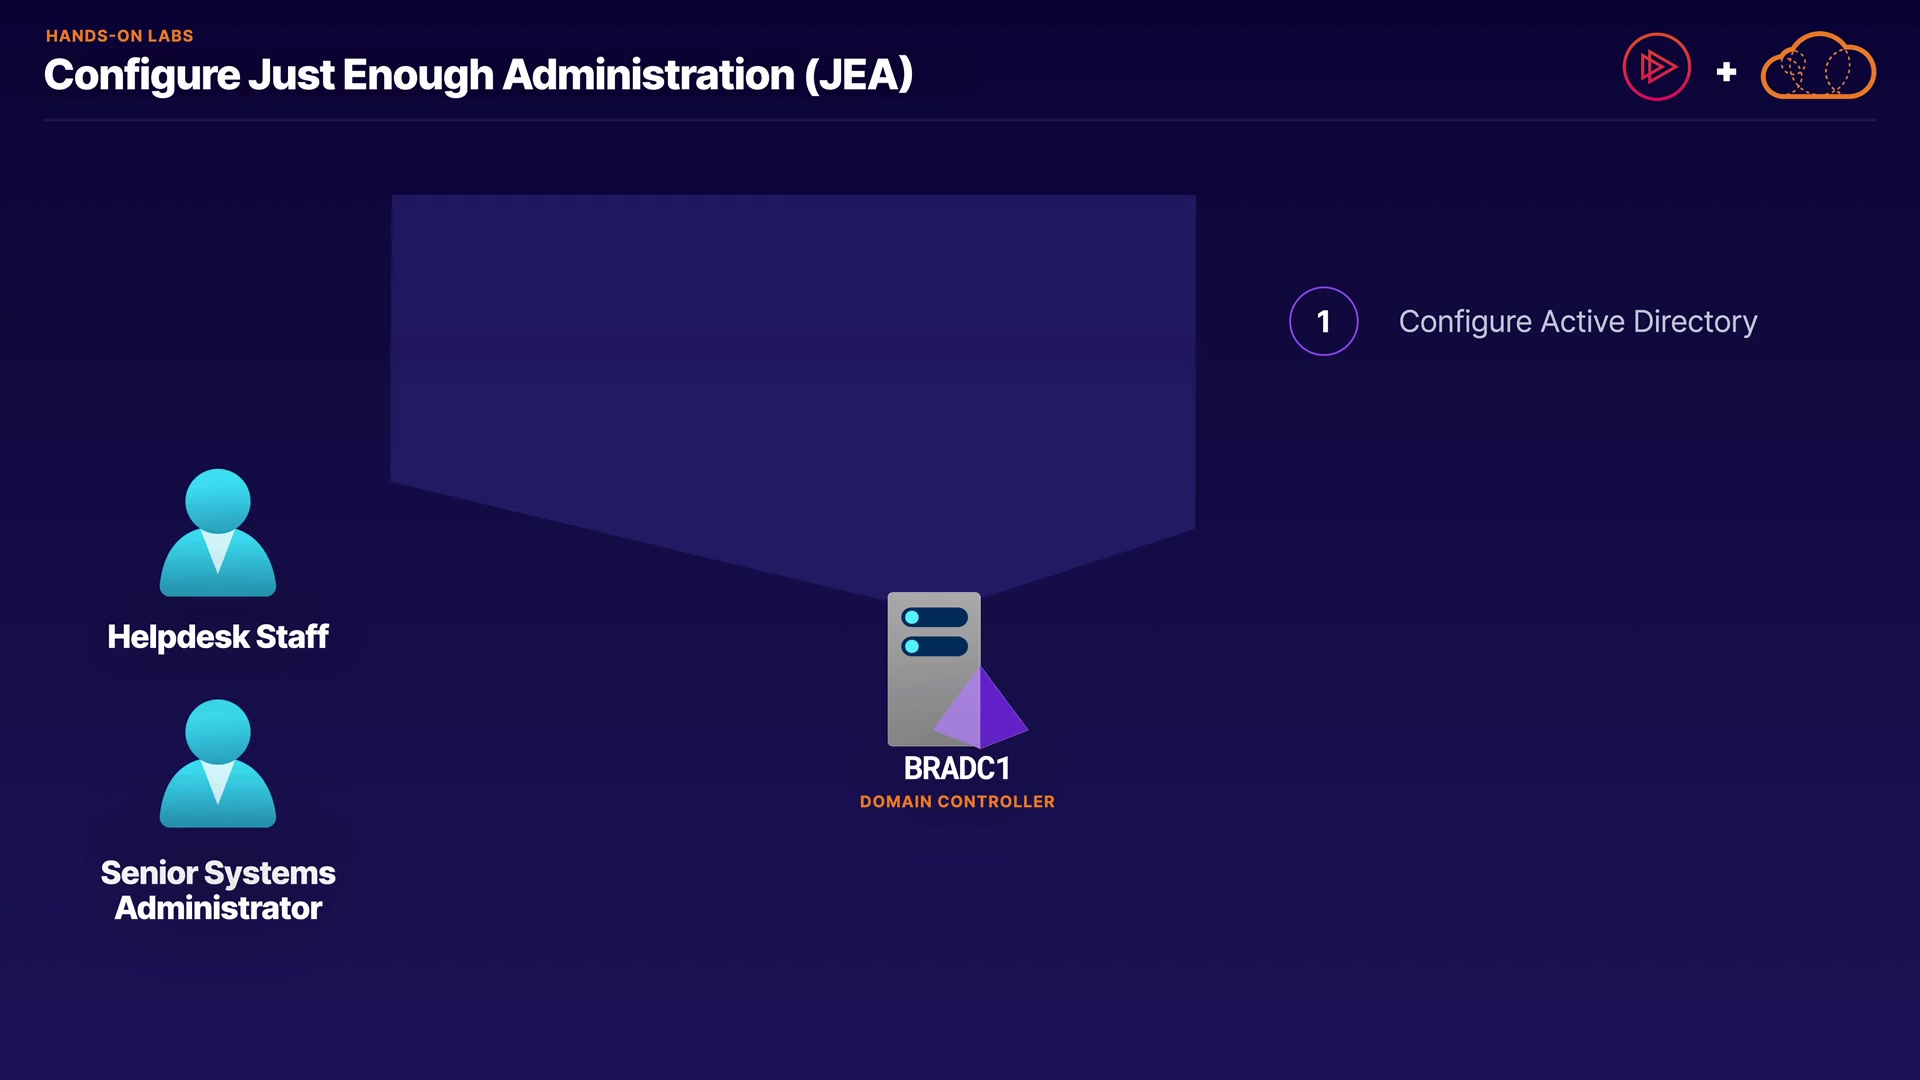 HANDS-ON LABS
Configure Just Enough Administration (JEA)
1 Configure Active Directory
Helpdesk Staff
BRADC1
DOMAIN CONTROLLER
Senior Systems
Administrator